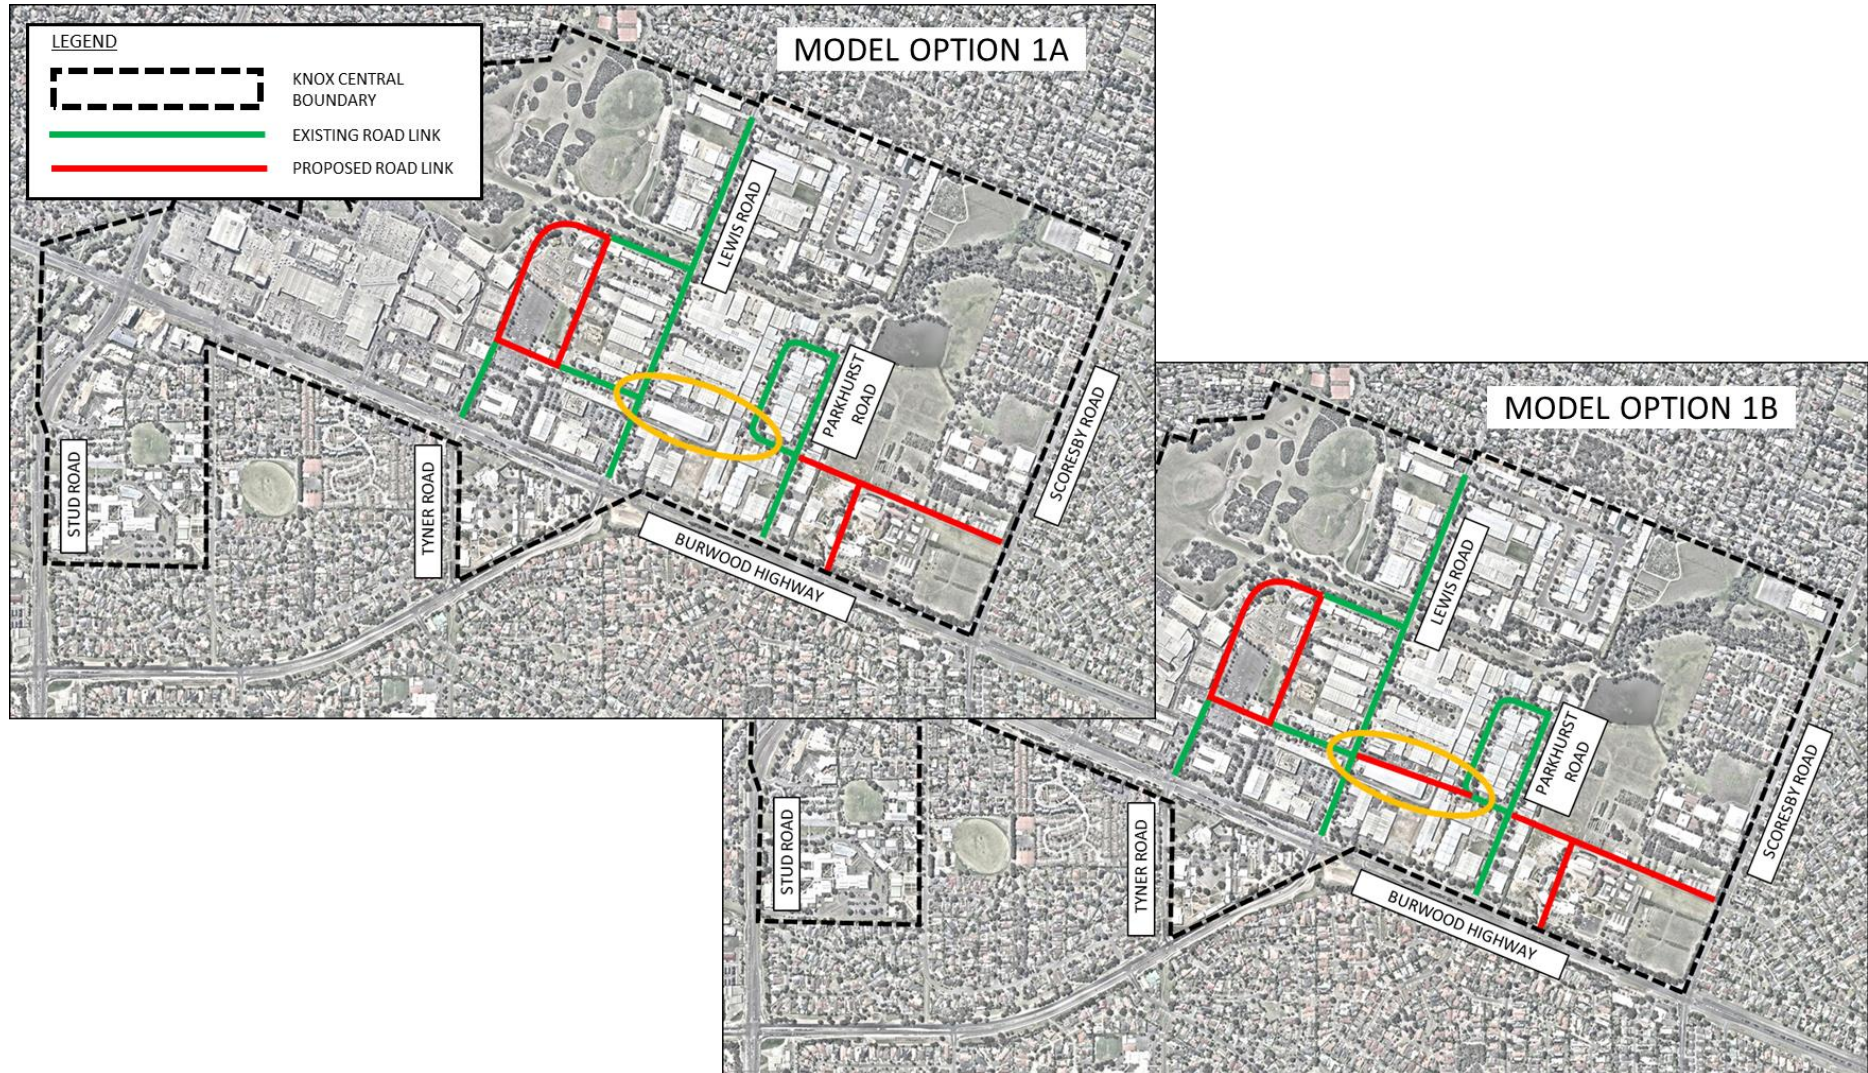 LEGEND
KNOX CENTRAL
BOUNDARY
EXISTING ROAD LINK
PROPOSED ROAD LINK
MODEL OPTION 1A
LEWIS ROAD
PARKHURST
ROAD
SCORESBY ROAD
STUD ROAD
TYNER ROAD
BURWOOD HIGHWAY
MODEL OPTION 1B
LEWIS ROAD
PARKHURST
ROAD
SCORESBY ROAD
STUD ROAD
TYNER ROAD
BURWOOD HIGHWAY